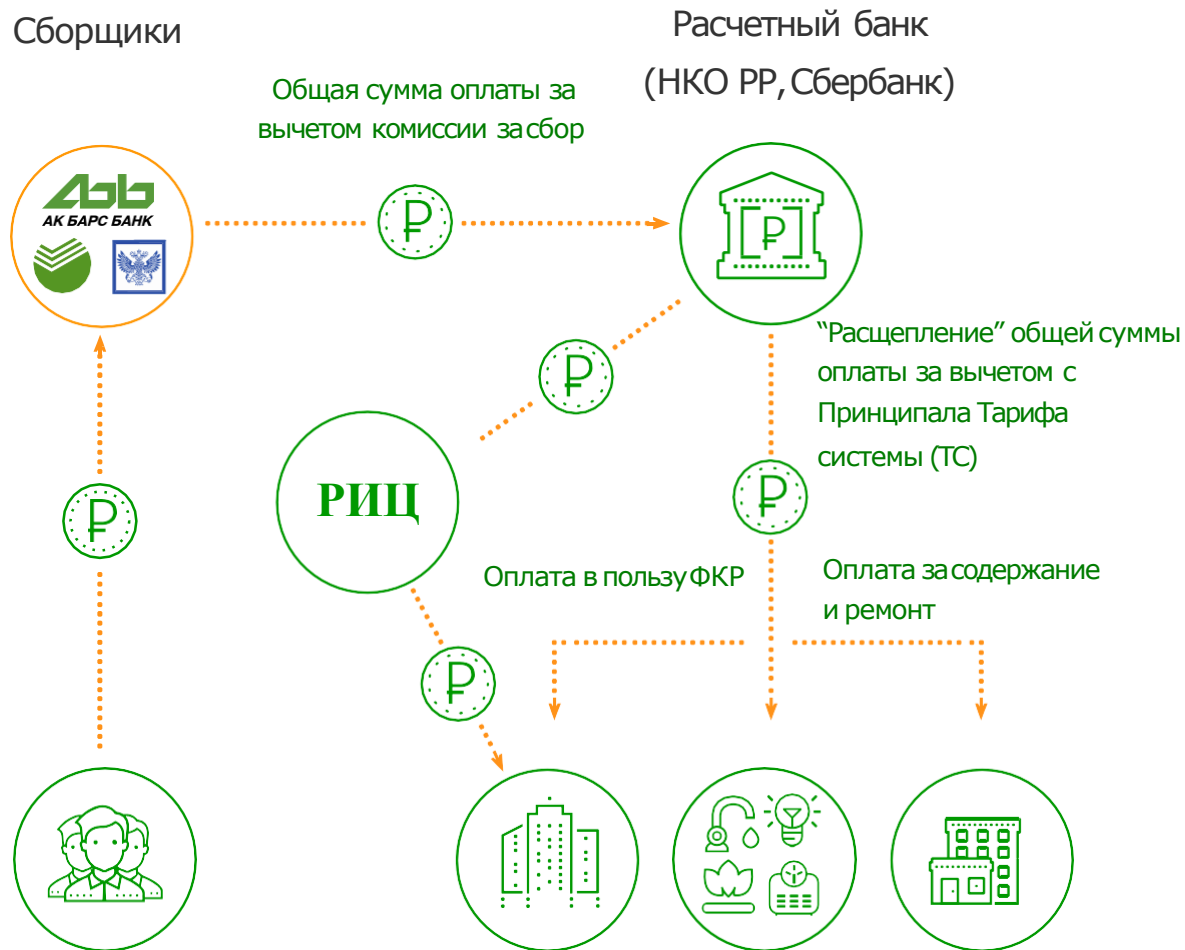 Сборщики
Расчетный банк
(НКО РР, Сбербанк)
Общая сумма оплаты за
вычетом комиссии за сбор
АК БАРС БАНК
“Расщепление” общей суммы
оплаты за вычетом с
Принципала Тарифа
системы (ТС)
РИЦ
Оплата в пользу ФКР
Оплата за содержание
и ремонт